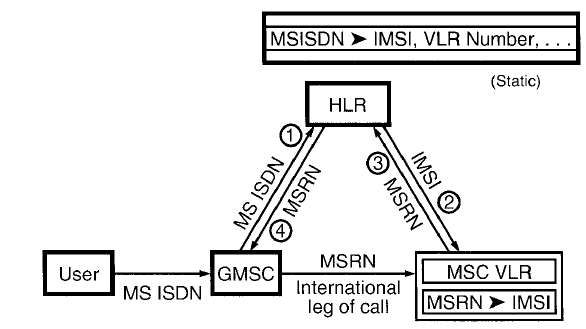 MSISDN ➤ IMSI, VLR Number, . . .
(Static)
HLR
1
MS ISDN
MSRN
4
3
MSRN
IMSI
2
User
MS ISDN
GMSC
MSRN
International
leg of call
MSC VLR
MSRN ➤ IMSI